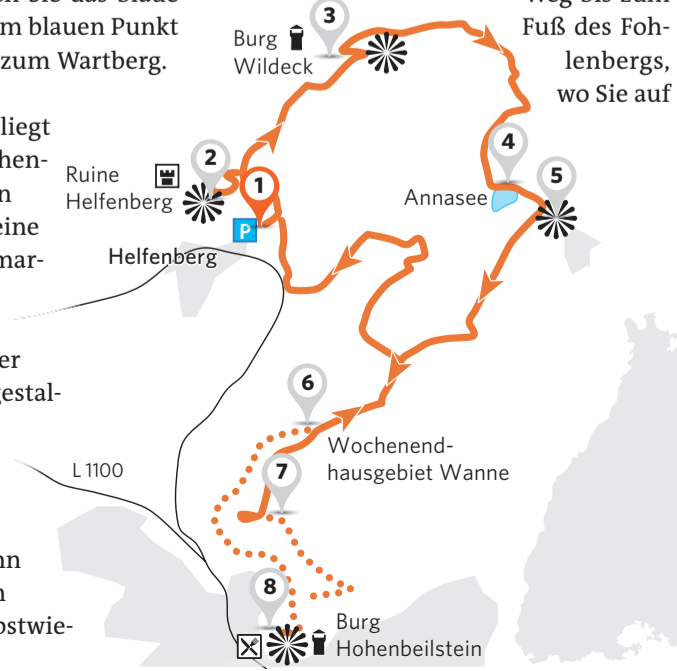 m blauen Punkt
zum Wartberg.
liegt
hen-
n
eine
mar-
er
gestal-
nn
n
bstwie-
Weg bis zum
Fuß des Foh-
lenbergs,
wo Sie auf
3
Burg
Wildeck
2
Ruine
Helfenberg
1
P
Helfenberg
4
Annasee
5
6
Wochenend-
hausgebiet Wanne
7
L 1100
8
Burg
Hohenbeilstein